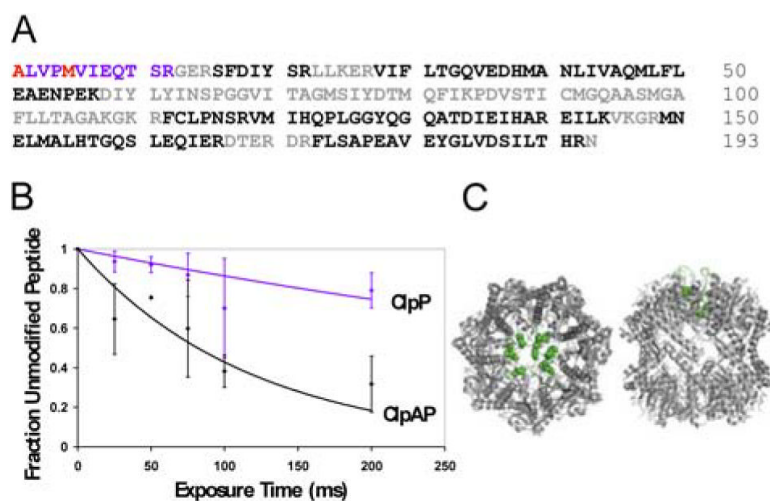 A
ALVPMVIEQT SRGERSFDIY SRLLKERVIF LTGQVEDHMA NLIVAQMLFL 50
EAENPEKDIY LYINSPGGVI TAGMSIYDTM QFIKPDVSTI CMGQAASMGA 100
FLLTAGAKGK RFCLPNSRVM IHQPLGGYQG QATDIEIHAR EILKVKGRMN 150
ELMALHTGQS LEQIERDTER DRFLSAPEAV EYGLVDSILT HRN 193
B
Fraction Unmodified Peptide
1
0.8
0.6
0.4
0.2
0
ClpP
ClpAP
0 50 100 150 200 250
Exposure Time (ms)
C